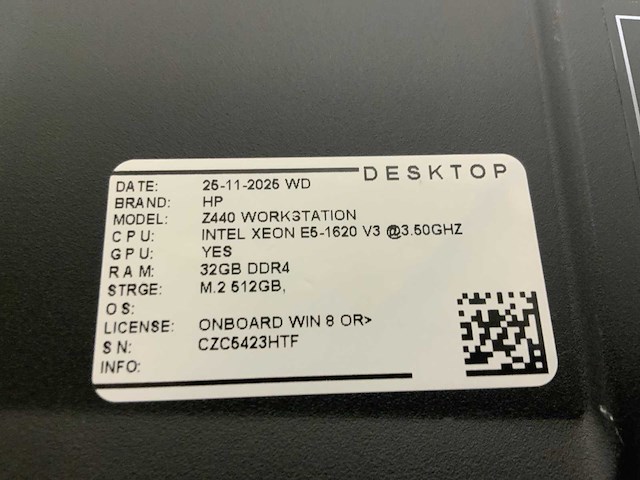 DESKTOP
DATE: 25-11-2025 WD
BRAND: HP
MODEL: Z440 WORKSTATION
CPU: INTEL XEON E5-1620 V3 @3.50GHZ
GPU: YES
RAM: 32GB DDR4
STRGE: M.2 512GB,
OS:
LICENSE: ONBOARD WIN 8 OR>
SN: CZC5423HTF
INFO: